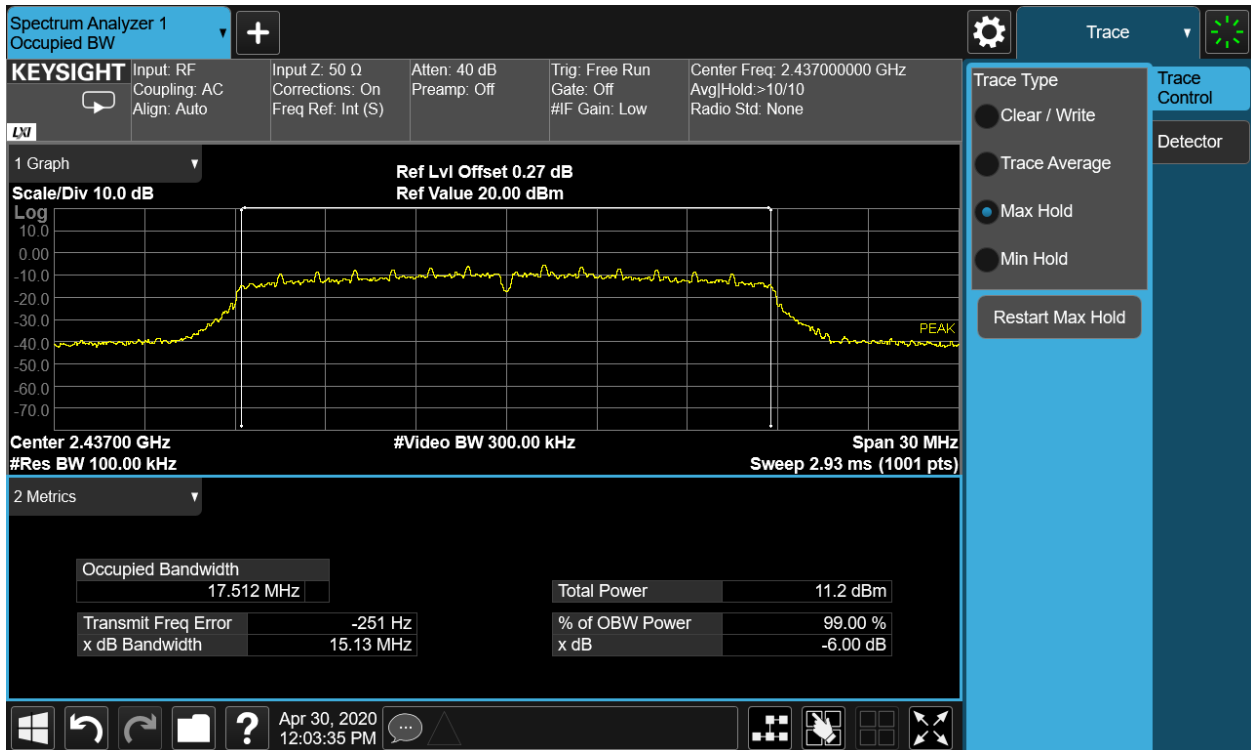 Spectrum Analyzer 1
Occupied BW
+
Trace
KEYSIGHT
LXI
Input: RF
Coupling: AC
Align: Auto
Input Z: 50 Ω
Corrections: On
Freq Ref: Int (S)
Atten: 40 dB
Preamp: Off
Trig: Free Run
Gate: Off
#IF Gain: Low
Center Freq: 2.437000000 GHz
Avg|Hold:>10/10
Radio Std: None
Trace Type
Clear / Write
Trace Average
Max Hold
Min Hold
Restart Max Hold
Trace
Control
Detector
1 Graph
Scale/Div 10.0 dB
Ref Lvl Offset 0.27 dB
Ref Value 20.00 dBm
Log
10.0
0.00
-10.0
-20.0
-30.0
-40.0
-50.0
-60.0
-70.0
PEAK
Center 2.43700 GHz
#Video BW 300.00 kHz
Span 30 MHz
#Res BW 100.00 kHz
Sweep 2.93 ms (1001 pts)
2 Metrics
Occupied Bandwidth
17.512 MHz
Total Power 11.2 dBm
Transmit Freq Error -251 Hz
% of OBW Power 99.00 %
x dB Bandwidth 15.13 MHz
x dB -6.00 dB
?
Apr 30, 2020
12:03:35 PM